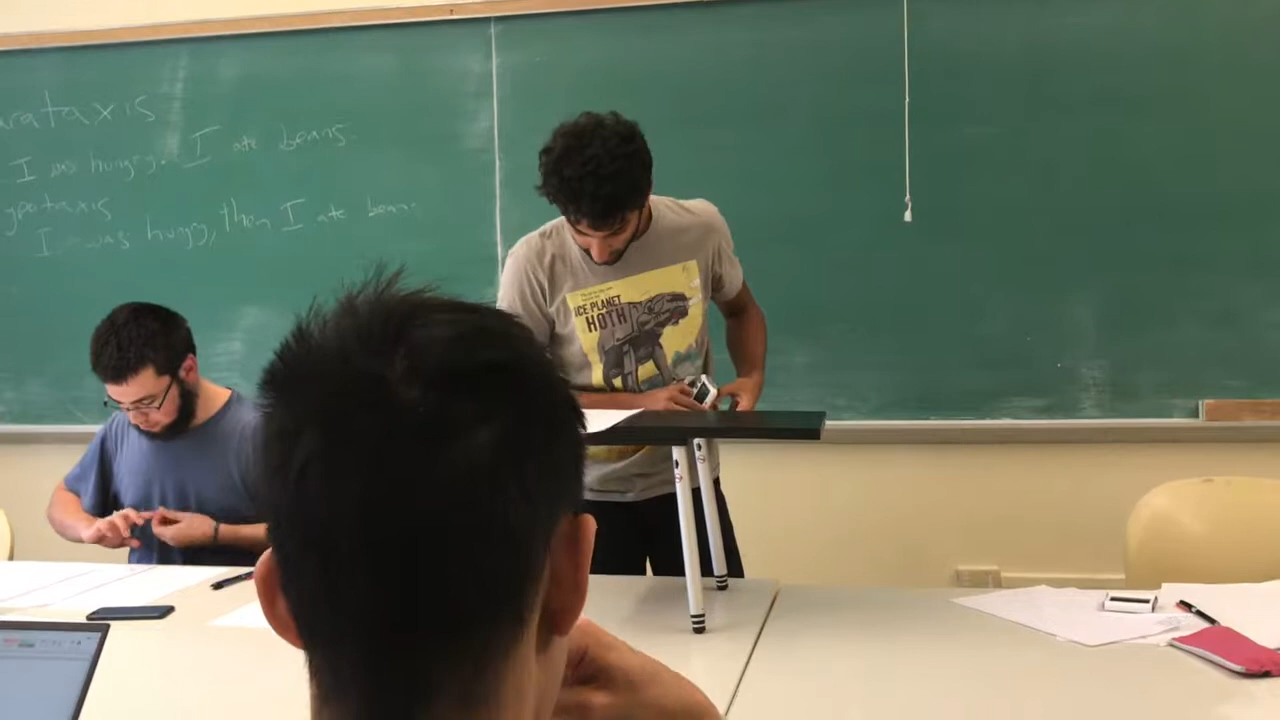 arataxis
I was hungry. I ate beans.
ypotaxis
I was hungry, then I ate beans
ICE PLANET
HOTH